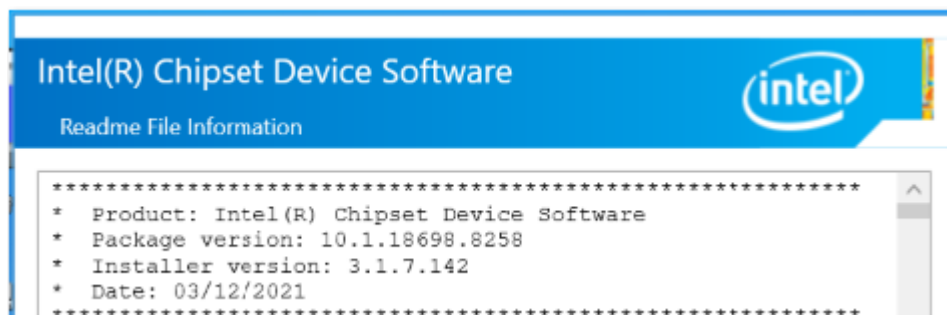 Intel(R) Chipset Device Software
intel
Readme File Information
************************************************************
* Product: Intel(R) Chipset Device Software
* Package version: 10.1.18698.8258
* Installer version: 3.1.7.142
* Date: 03/12/2021
************************************************************